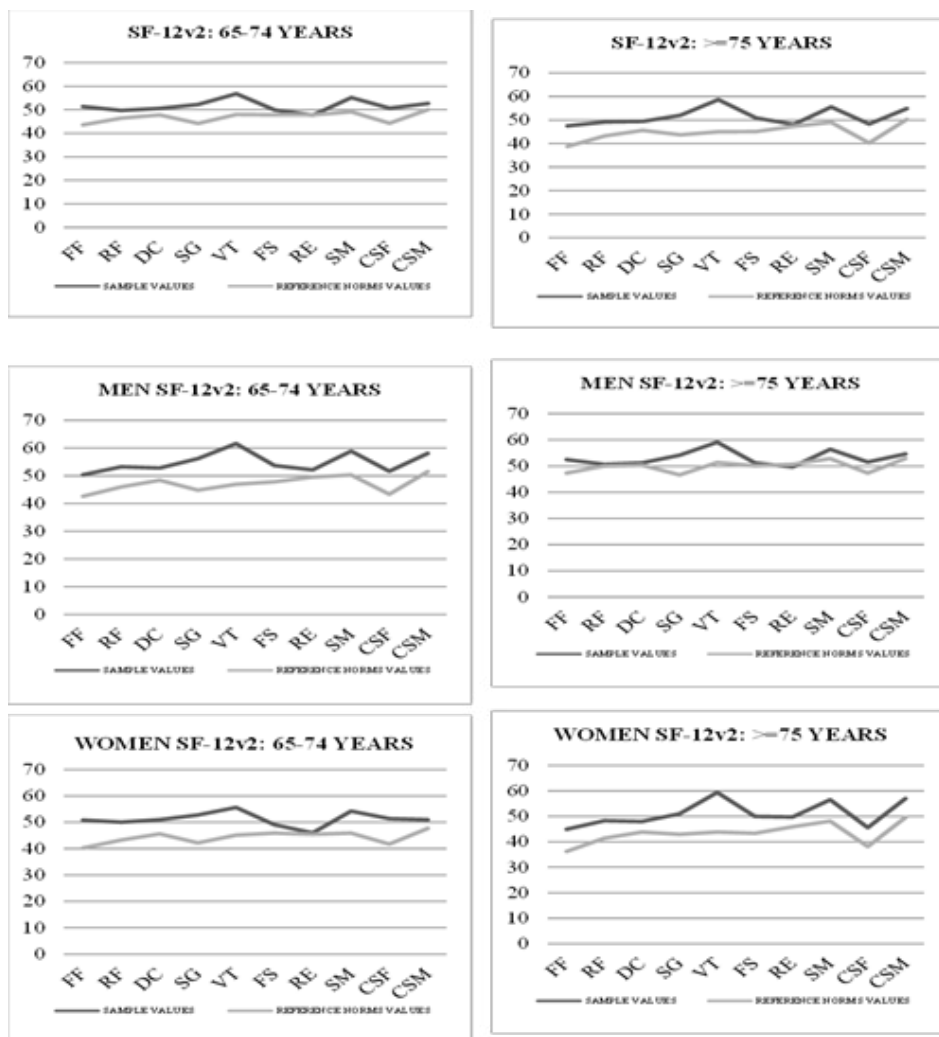 SF-12v2: 65-74 YEARS
70
60
50
40
30
20
10
0
FF RF DC SG VT FS RE SM CSF CSM
SAMPLE VALUES REFERENCE NORMS VALUES
SF-12v2: >=75 YEARS
70
60
50
40
30
20
10
0
FF RF DC SG VT FS RE SM CSF CSM
SAMPLE VALUES REFERENCE NORMS VALUES
MEN SF-12v2: 65-74 YEARS
70
60
50
40
30
20
10
0
FF RF DC SG VT FS RE SM CSF CSM
SAMPLE VALUES REFERENCE NORMS VALUES
MEN SF-12v2: >=75 YEARS
70
60
50
40
30
20
10
0
FF RF DC SG VT FS RE SM CSF CSM
SAMPLE VALUES REFERENCE NORMS VALUES
WOMEN SF-12v2: 65-74 YEARS
70
60
50
40
30
20
10
0
FF RF DC SG VT FS RE SM CSF CSM
SAMPLE VALUES REFERENCE NORMS VALUES
WOMEN SF-12v2: >=75 YEARS
70
60
50
40
30
20
10
0
FF RF DC SG VT FS RE SM CSF CSM
SAMPLE VALUES REFERENCE NORMS VALUES